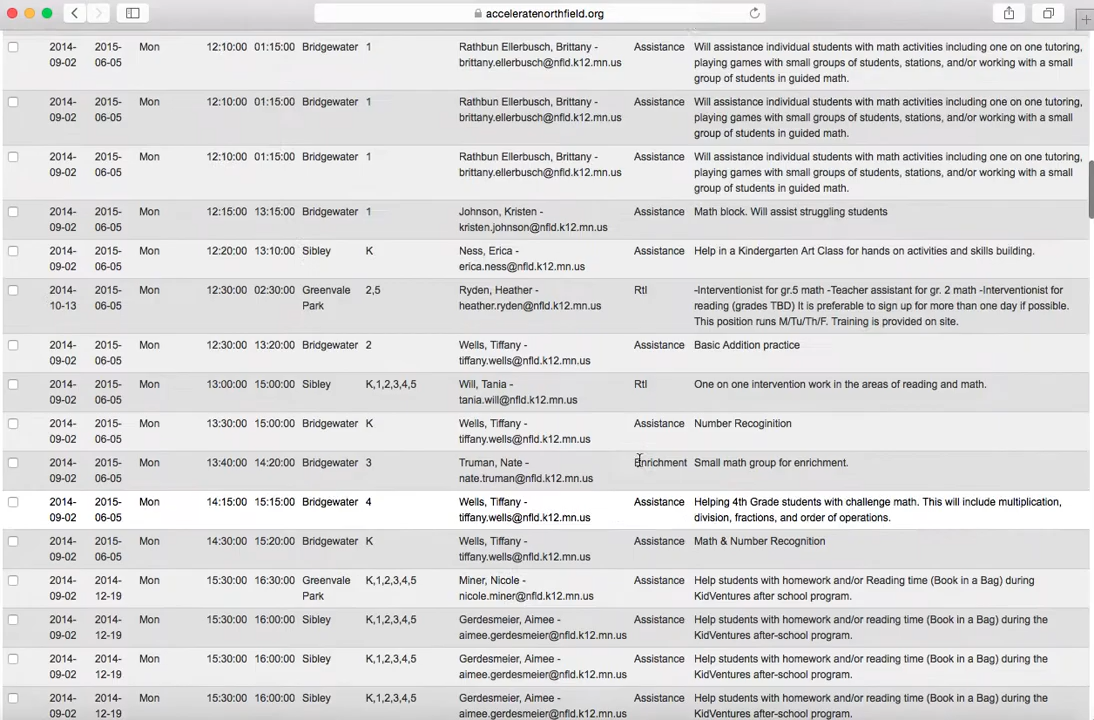 acceleratenorthfield.org
2014- 2015- Mon 12:10:00 01:15:00 Bridgewater 1 Rathbun Ellerbusch, Brittany - Assistance Will assistance individual students with math activities including one on one tutoring,
09-02 06-05 brittany.ellerbusch@nfld.k12.mn.us playing games with small groups of students, stations, and/or working with a small
group of students in guided math.
2014- 2015- Mon 12:10:00 01:15:00 Bridgewater 1 Rathbun Ellerbusch, Brittany - Assistance Will assistance individual students with math activities including one on one tutoring,
09-02 06-05 brittany.ellerbusch@nfld.k12.mn.us playing games with small groups of students, stations, and/or working with a small
group of students in guided math.
2014- 2015- Mon 12:10:00 01:15:00 Bridgewater 1 Rathbun Ellerbusch, Brittany - Assistance Will assistance individual students with math activities including one on one tutoring,
09-02 06-05 brittany.ellerbusch@nfld.k12.mn.us playing games with small groups of students, stations, and/or working with a small
group of students in guided math.
2014- 2015- Mon 12:15:00 13:15:00 Bridgewater 1 Johnson, Kristen - Assistance Math block. Will assist struggling students
09-02 06-05 kristen.johnson@nfld.k12.mn.us
2014- 2015- Mon 12:20:00 13:10:00 Sibley K Ness, Erica - Assistance Help in a Kindergarten Art Class for hands on activities and skills building.
09-02 06-05 erica.ness@nfld.k12.mn.us
2014- 2015- Mon 12:30:00 02:30:00 Greenvale 2,5 Ryden, Heather - RtI -Interventionist for gr.5 math -Teacher assistant for gr. 2 math -Interventionist for
10-13 06-05 Park heather.ryden@nfld.k12.mn.us reading (grades TBD) It is preferable to sign up for more than one day if possible.
This position runs M/Tu/Th/F. Training is provided on site.
2014- 2015- Mon 12:30:00 13:20:00 Bridgewater 2 Wells, Tiffany - Assistance Basic Addition practice
09-02 06-05 tiffany.wells@nfld.k12.mn.us
2014- 2015- Mon 13:00:00 15:00:00 Sibley K,1,2,3,4,5 Will, Tania - RtI One on one intervention work in the areas of reading and math.
09-02 06-05 tania.will@nfld.k12.mn.us
2014- 2015- Mon 13:30:00 15:00:00 Bridgewater K Wells, Tiffany - Assistance Number Recoginition
09-02 06-05 tiffany.wells@nfld.k12.mn.us
2014- 2015- Mon 13:40:00 14:20:00 Bridgewater 3 Truman, Nate - Enrichment Small math group for enrichment.
09-02 06-05 nate.truman@nfld.k12.mn.us
2014- 2015- Mon 14:15:00 15:15:00 Bridgewater 4 Wells, Tiffany - Assistance Helping 4th Grade students with challenge math. This will include multiplication,
09-02 06-05 tiffany.wells@nfld.k12.mn.us division, fractions, and order of operations.
2014- 2015- Mon 14:30:00 15:20:00 Bridgewater K Wells, Tiffany - Assistance Math & Number Recognition
09-02 06-05 tiffany.wells@nfld.k12.mn.us
2014- 2014- Mon 15:30:00 16:30:00 Greenvale K,1,2,3,4,5 Miner, Nicole - Assistance Help students with homework and/or Reading time (Book in a Bag) during
09-02 12-19 Park nicole.miner@nfld.k12.mn.us KidVentures after school program.
2014- 2014- Mon 15:30:00 16:00:00 Sibley K,1,2,3,4,5 Gerdesmeier, Aimee - Assistance Help students with homework and/or reading time (Book in a Bag) during the
09-02 12-19 aimee.gerdesmeier@nfld.k12.mn.us KidVentures after-school program.
2014- 2014- Mon 15:30:00 16:00:00 Sibley K,1,2,3,4,5 Gerdesmeier, Aimee - Assistance Help students with homework and/or reading time (Book in a Bag) during the
09-02 12-19 aimee.gerdesmeier@nfld.k12.mn.us KidVentures after-school program.
2014- 2014- Mon 15:30:00 16:00:00 Sibley K,1,2,3,4,5 Gerdesmeier, Aimee - Assistance Help students with homework and/or reading time (Book in a Bag) during the
09-02 12-19 aimee.gerdesmeier@nfld.k12.mn.us KidVentures after-school program.